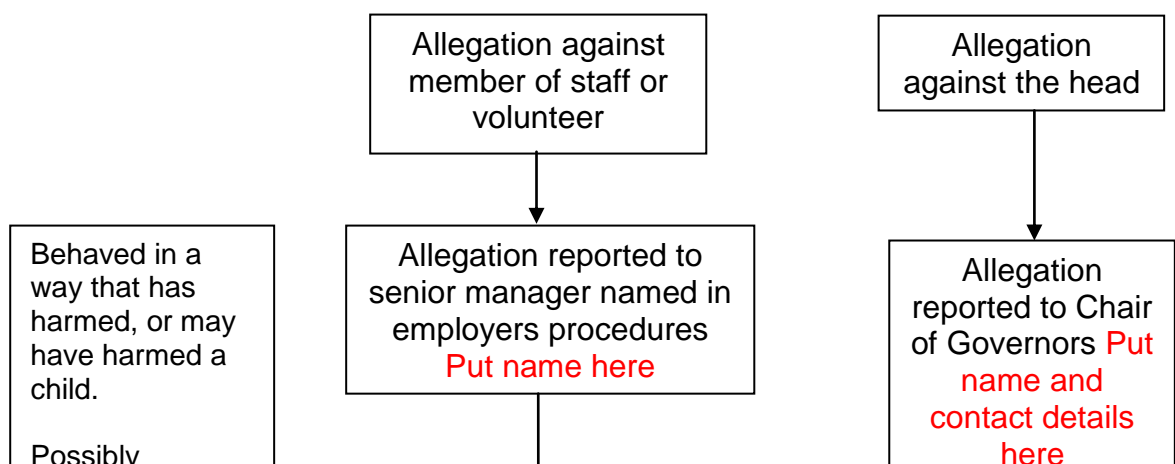 Allegation against
member of staff or
volunteer
Allegation
against the head
Behaved in a
way that has
harmed, or may
have harmed a
child.
Possibly
Allegation reported to
senior manager named in
employers procedures
Put name here
Allegation
reported to Chair
of Governors Put
name and
contact details
here